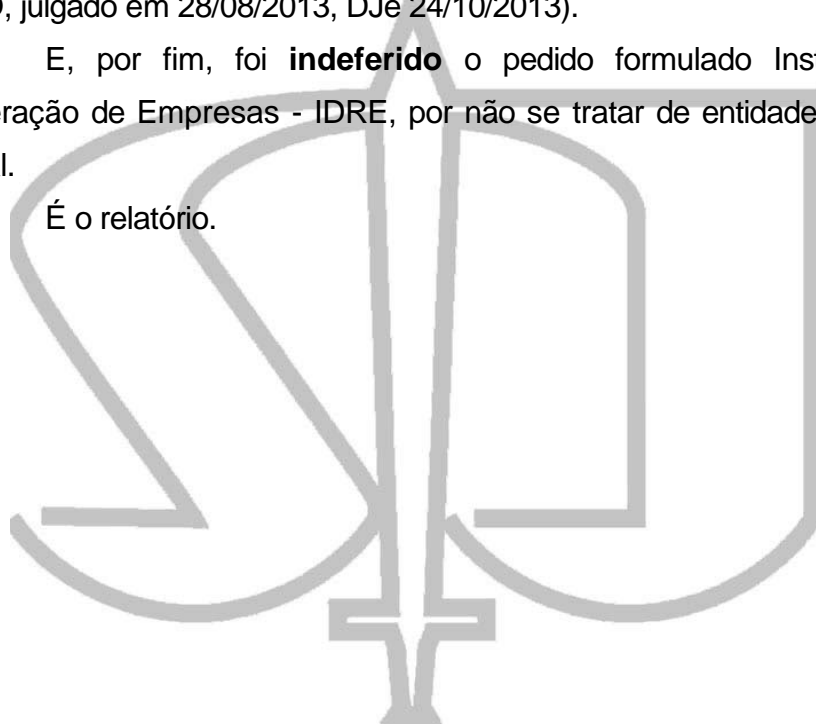 , julgado em 28/08/2013, DJe 24/10/2013).
E, por fim, foi indeferido o pedido formulado Inst
eração de Empresas - IDRE, por não se tratar de entidade
l.
É o relatório.